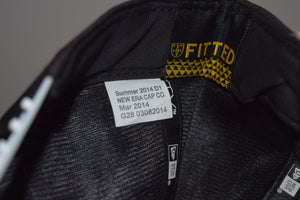 FITTED
Summer 2014 D1
NEW ERA CAP CO.
Mar 2014
G28 03082014